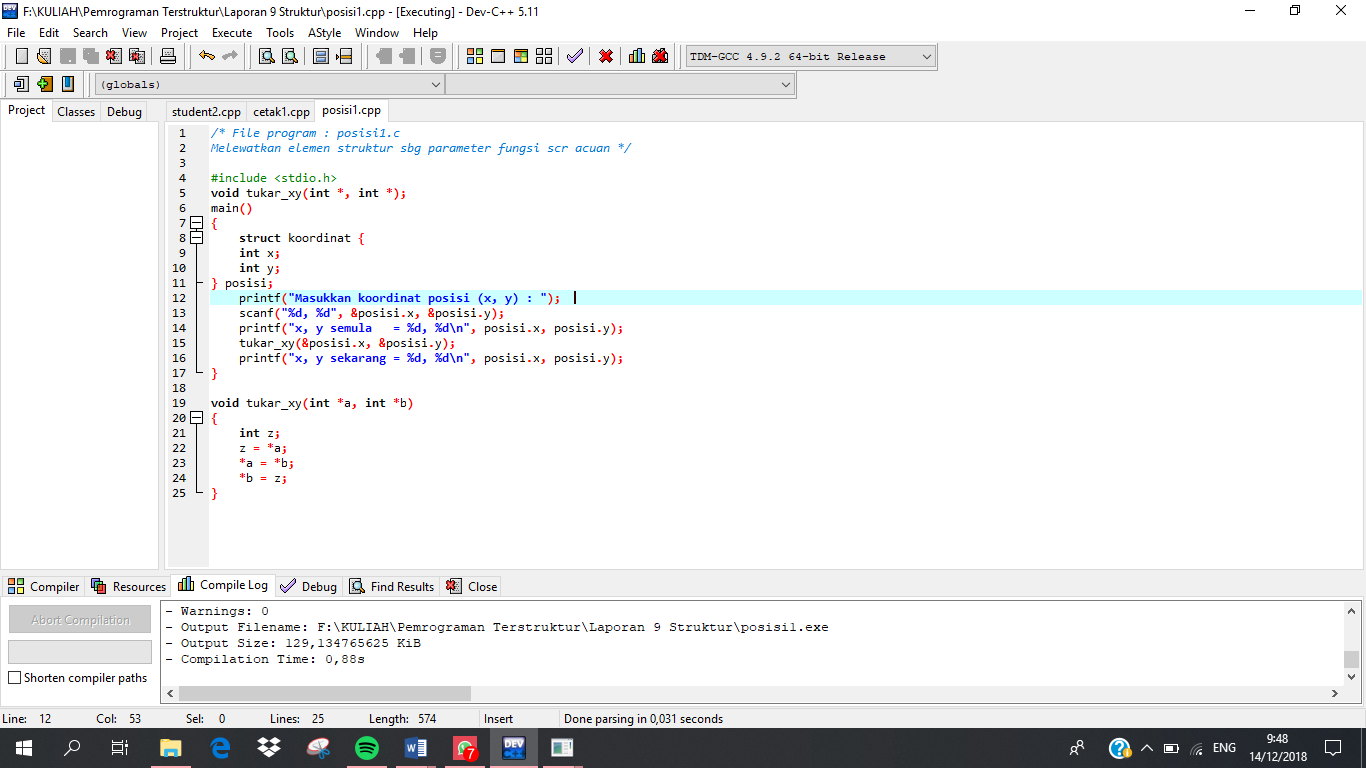 F:\KULIAH\Pemrograman Terstruktur\Laporan 9 Struktur\posisi1.cpp - [Executing] - Dev-C++ 5.11
File Edit Search View Project Execute Tools AStyle Window Help
TDM-GCC 4.9.2 64-bit Release
(globals)
Project Classes Debug student2.cpp cetak1.cpp posisi1.cpp
1 /* File program : posisi1.c
2 Melewatkan elemen struktur sbg parameter fungsi scr acuan */
3
4 #include <stdio.h>
5 void tukar_xy(int *, int *);
6 main()
7 {
8 struct koordinat {
9 int x;
10 int y;
11 } posisi;
12 printf("Masukkan koordinat posisi (x, y) : ");
13 scanf("%d, %d", &posisi.x, &posisi.y);
14 printf("x, y semula   = %d, %d\n", posisi.x, posisi.y);
15 tukar_xy(&posisi.x, &posisi.y);
16 printf("x, y sekarang = %d, %d\n", posisi.x, posisi.y);
17 }
18
19 void tukar_xy(int *a, int *b)
20 {
21 int z;
22 z = *a;
23 *a = *b;
24 *b = z;
25 }
Compiler Resources Compile Log Debug Find Results Close
Abort Compilation
Shorten compiler paths
- Warnings: 0
- Output Filename: F:\KULIAH\Pemrograman Terstruktur\Laporan 9 Struktur\posisi1.exe
- Output Size: 129,134765625 KiB
- Compilation Time: 0,88s
Line: 12 Col: 53 Sel: 0 Lines: 25 Length: 574 Insert Done parsing in 0,031 seconds
7
DEV
ENG
9:48
14/12/2018